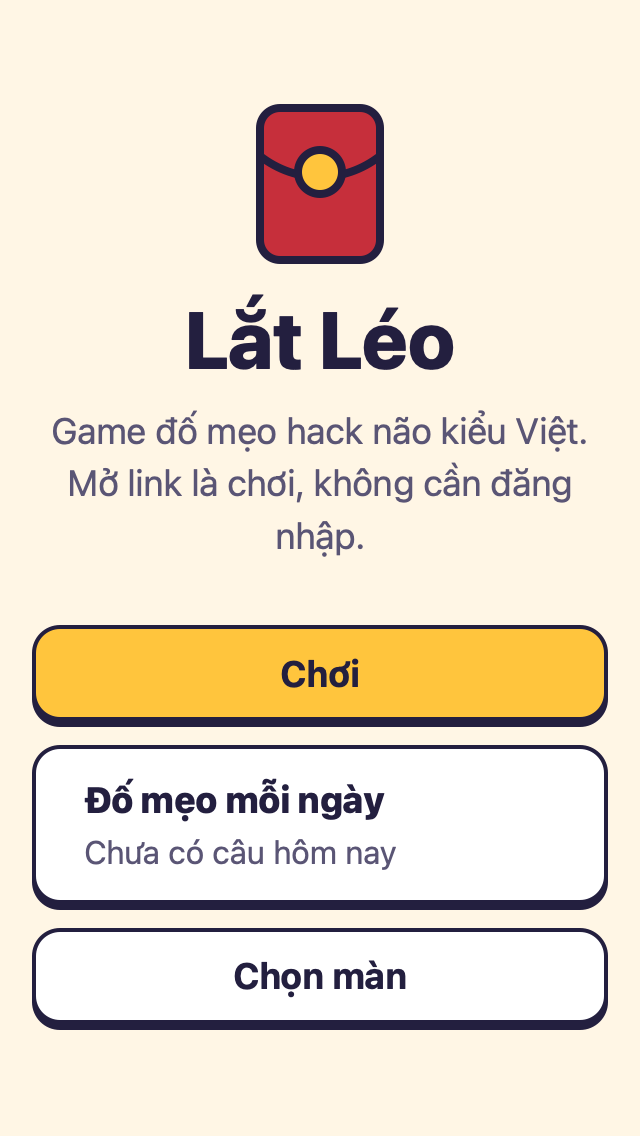 Lắt Léo
Game đố mẹo hack não kiểu Việt.
Mở link là chơi, không cần đăng
nhập.
Chơi
Đố mẹo mỗi ngày
Chưa có câu hôm nay
Chọn màn